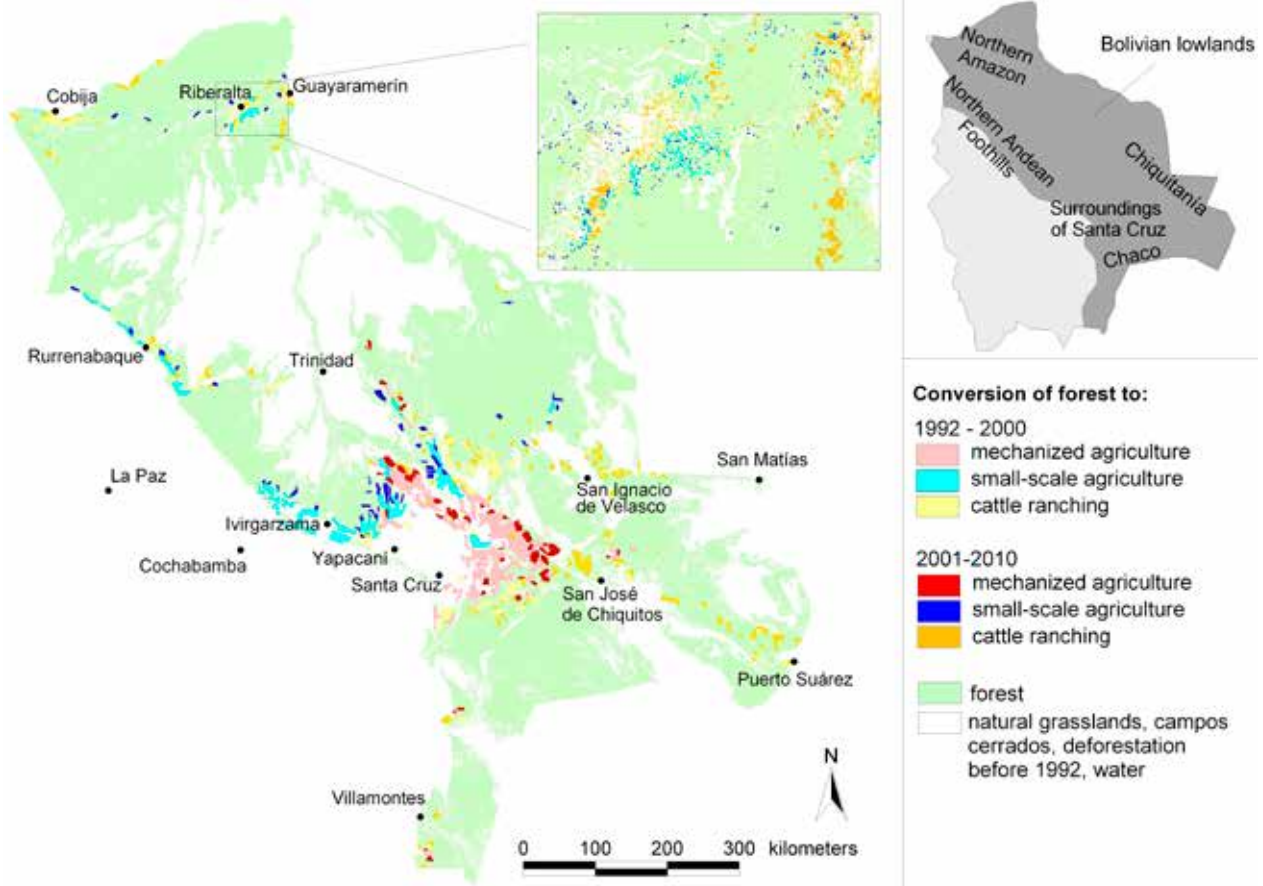 Cobija
Riberalta
Guayaramerín
Rurrenabaque
Trinidad
La Paz
Ivirgarzama
Cochabamba
Yapacaní
Santa Cruz
San Ignacio
de Velasco
San Matías
San José
de Chiquitos
Puerto Suárez
Villamontes
N
0 100 200 300 kilometers
Northern
Amazon
Bolivian lowlands
Northern Andean
Foothills
Chiquitanía
Surroundings
of Santa Cruz
Chaco
Conversion of forest to:
1992 - 2000
mechanized agriculture
small-scale agriculture
cattle ranching
2001-2010
mechanized agriculture
small-scale agriculture
cattle ranching
forest
natural grasslands, campos
cerrados, deforestation
before 1992, water